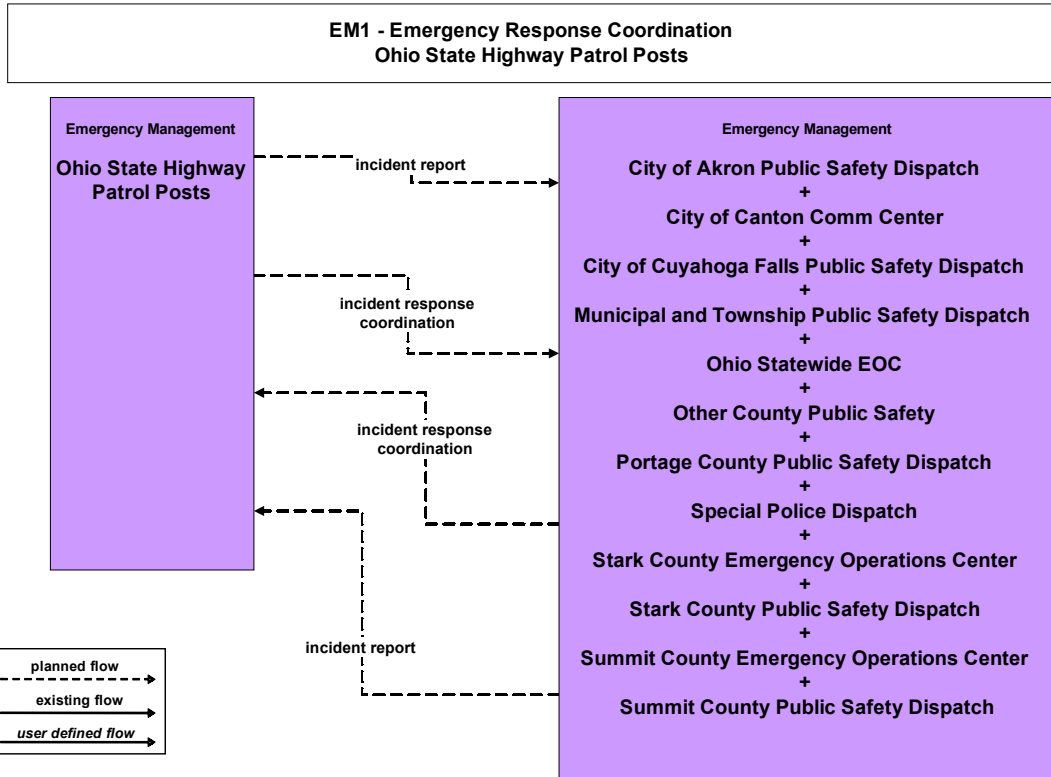 EM1 - Emergency Response Coordination
Ohio State Highway Patrol Posts
Emergency Management
Ohio State Highway
Patrol Posts
incident report
incident response
coordination
incident response
coordination
incident report
Emergency Management
City of Akron Public Safety Dispatch
+
City of Canton Comm Center
+
City of Cuyahoga Falls Public Safety Dispatch
+
Municipal and Township Public Safety Dispatch
+
Ohio Statewide EOC
+
Other County Public Safety
+
Portage County Public Safety Dispatch
+
Special Police Dispatch
+
Stark County Emergency Operations Center
+
Stark County Public Safety Dispatch
+
Summit County Emergency Operations Center
+
Summit County Public Safety Dispatch
planned flow
existing flow
user defined flow